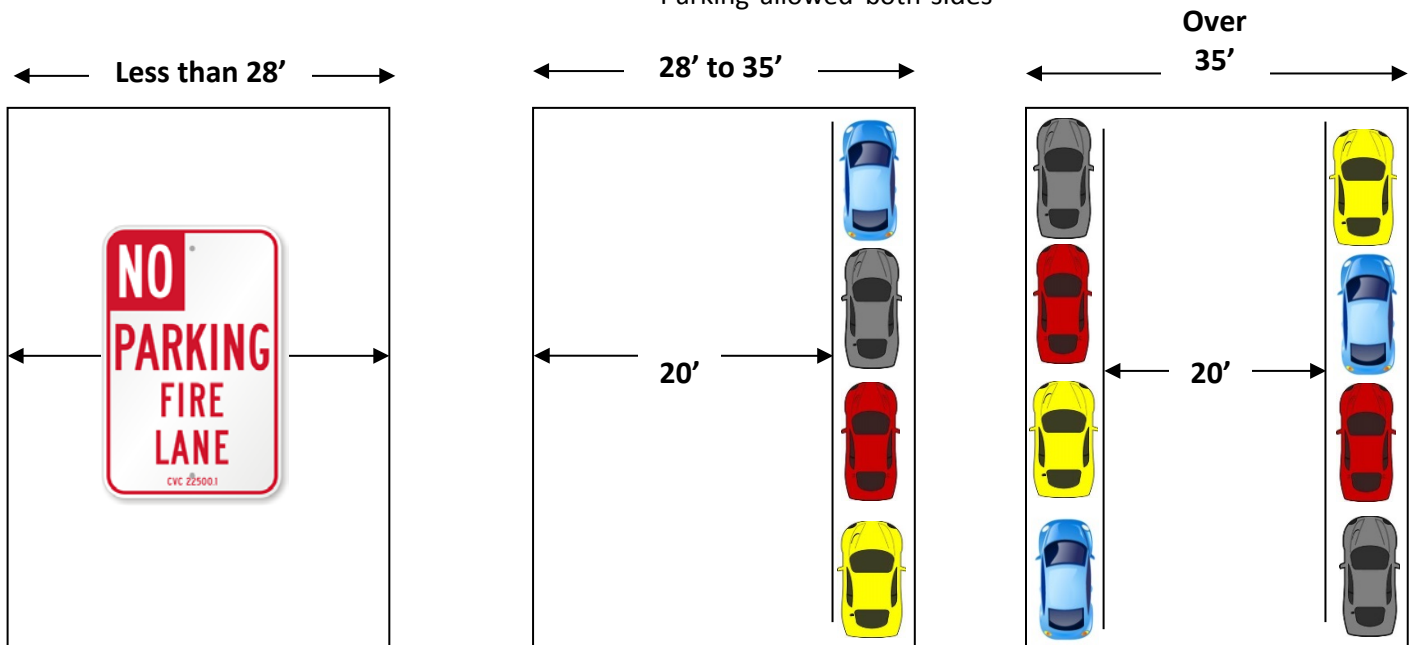 Parking allowed both sides
Over
35’
Less than 28’
28’ to 35’
NO
PARKING
FIRE
LANE
CVC 22500.1
20’
20’